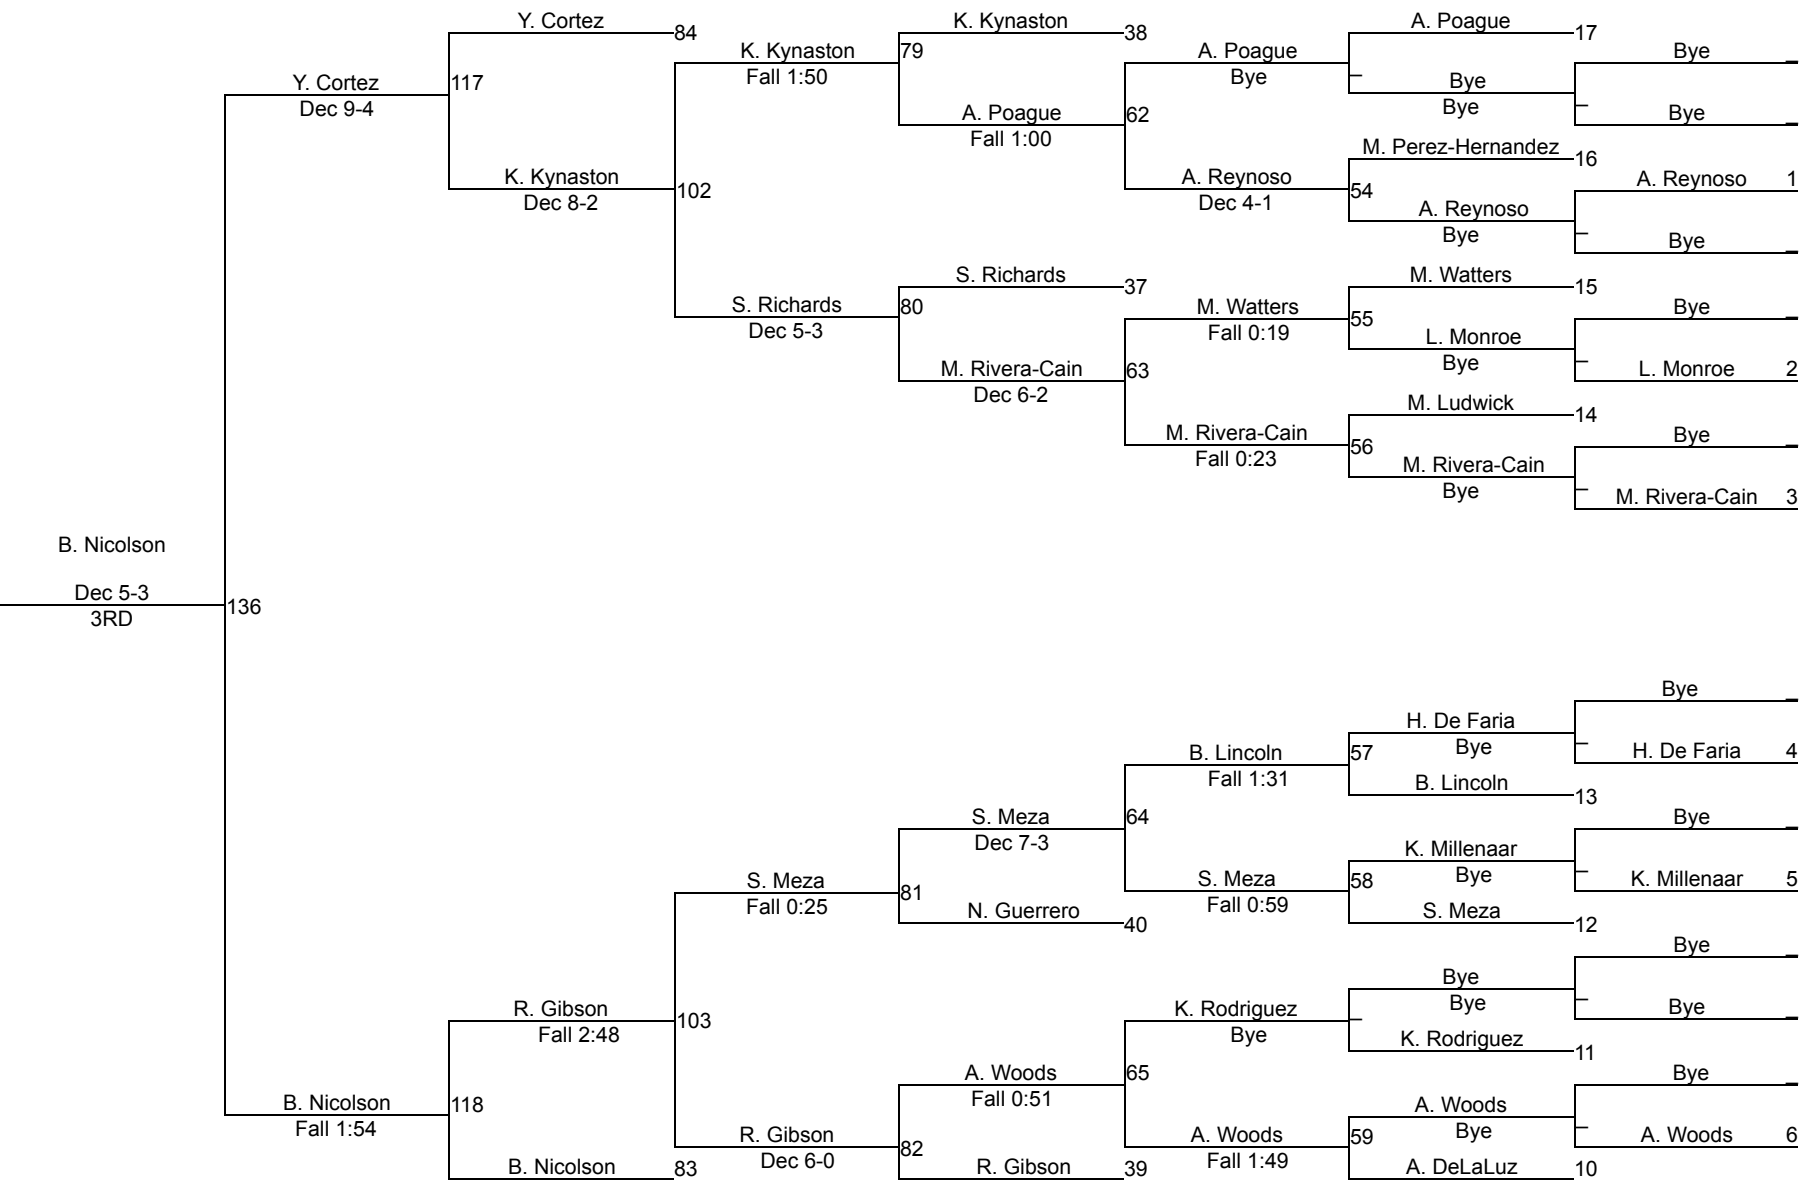 Y. Cortez 84 K. Kynaston 38 A. Poague 17
K. Kynaston 79 A. Poague Bye
Fall 1:50 Bye
Y. Cortez 117 Bye
Dec 9-4 A. Poague 62 Bye Bye
Fall 1:00
M. Perez-Hernandez 16
K. Kynaston 102 A. Reynoso 54 A. Reynoso 1
Dec 8-2 Dec 4-1
A. Reynoso
Bye Bye
S. Richards 37 M. Watters 15
S. Richards 80 M. Watters 55 Bye
Dec 5-3 Fall 0:19
L. Monroe
Bye
M. Rivera-Cain 63 L. Monroe 2
Dec 6-2
M. Ludwick 14
M. Rivera-Cain 56 Bye
Fall 0:23
M. Rivera-Cain
Bye
M. Rivera-Cain 3
B. Nicolson
Dec 5-3
136
3RD
Bye
H. De Faria
Bye
B. Lincoln 57 H. De Faria 4
Fall 1:31
B. Lincoln 13
S. Meza 64 Bye
Dec 7-3
K. Millenaar
Bye
S. Meza 81 S. Meza 58 K. Millenaar 5
Fall 0:25 Fall 0:59
N. Guerrero 40 S. Meza 12
Bye
Bye
Bye
R. Gibson 103 K. Rodriguez Bye
Fall 2:48 Bye
K. Rodriguez 11
A. Woods 65 Bye
Fall 0:51
B. Nicolson 118 A. Woods
Fall 1:54 Bye
R. Gibson 82 A. Woods 59 A. Woods 6
Dec 6-0 Fall 1:49
B. Nicolson 83 R. Gibson 39 A. DeLaLuz 10